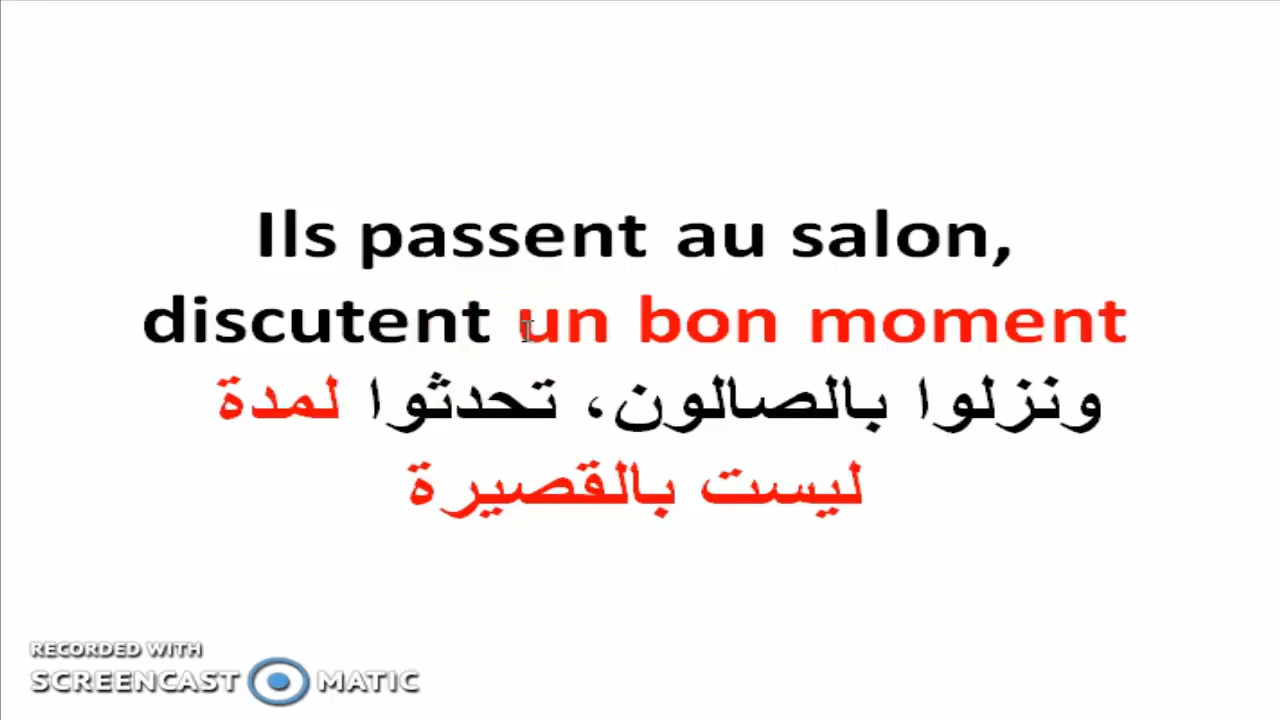 Ils passent au salon,
discutent un bon moment
ونزلوا بالصالون، تحدثوا لمدة
ليست بالقصيرة
RECORDED WITH
SCREENCAST MATIC